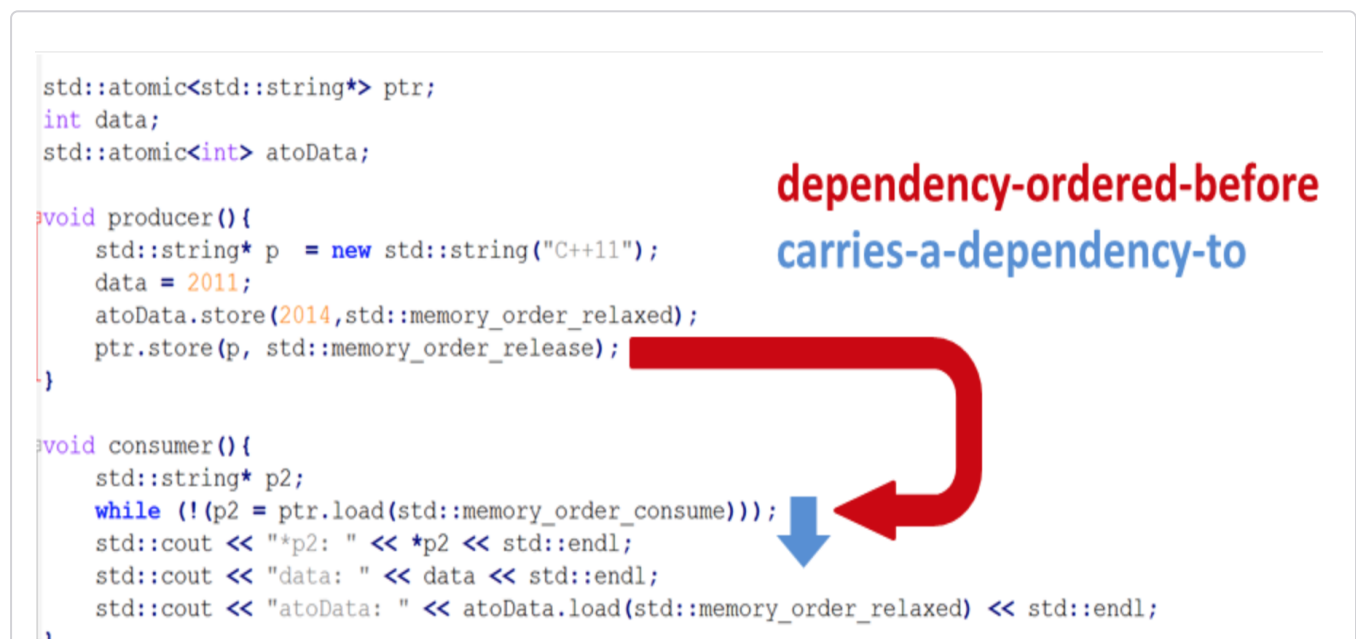 std::atomic<std::string*> ptr;
int data;
std::atomic<int> atoData;
dependency-ordered-before
carries-a-dependency-to
void producer(){
    std::string* p  = new std::string("C++11");
    data = 2011;
    atoData.store(2014,std::memory_order_relaxed);
    ptr.store(p, std::memory_order_release);
}
void consumer(){
    std::string* p2;
    while (!(p2 = ptr.load(std::memory_order_consume)));
    std::cout << "*p2: " << *p2 << std::endl;
    std::cout << "data: " << data << std::endl;
    std::cout << "atoData: " << atoData.load(std::memory_order_relaxed) << std::endl;
}